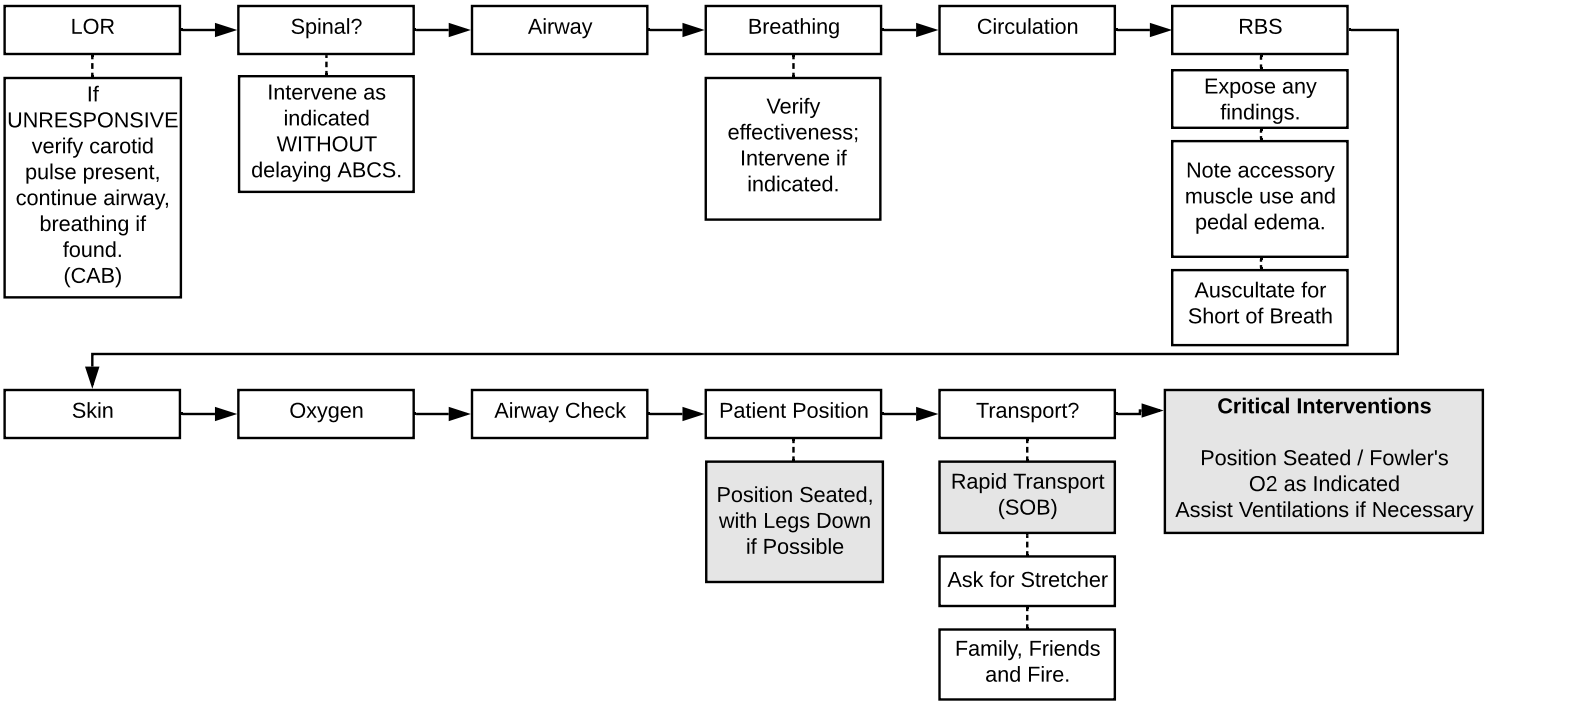 LOR
Spinal?
Airway
Breathing
Circulation
RBS
If
UNRESPONSIVE
verify carotid
pulse present,
continue airway,
breathing if
found.
(CAB)
Intervene as
indicated
WITHOUT
delaying ABCS.
Verify
effectiveness;
Intervene if
indicated.
Expose any
findings.
Note accessory
muscle use and
pedal edema.
Auscultate for
Short of Breath
Skin
Oxygen
Airway Check
Patient Position
Transport?
Critical Interventions
Position Seated / Fowler's
O2 as Indicated
Assist Ventilations if Necessary
Position Seated,
with Legs Down
if Possible
Rapid Transport
(SOB)
Ask for Stretcher
Family, Friends
and Fire.